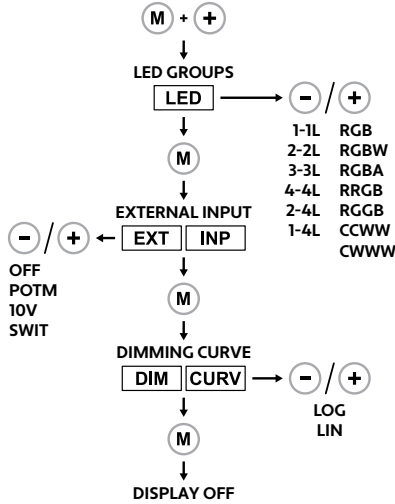 M + +
LED GROUPS
LED
- / +
1-1L RGB
2-2L RGBW
3-3L RGBA
4-4L RRGB
2-4L RGGB
1-4L CCWW
CWWW
M
EXTERNAL INPUT
- / +
EXT INP
OFF
POTM
10V
SWIT
M
DIMMING CURVE
DIM CURV
- / +
LOG
LIN
M
DISPLAY OFF